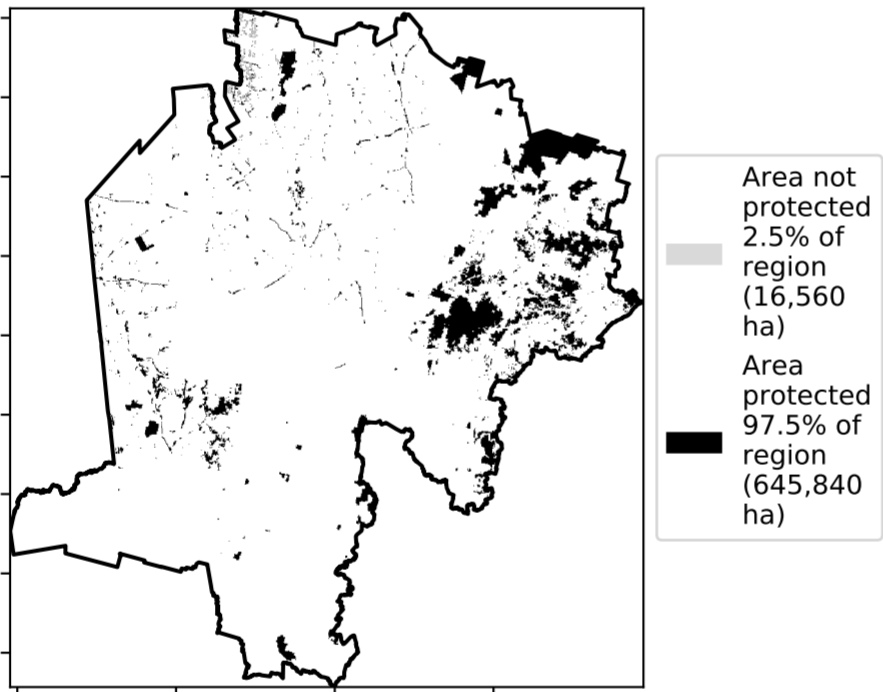 Area not
protected
2.5% of
region
(16,560
ha)
Area
protected
97.5% of
region
(645,840
ha)